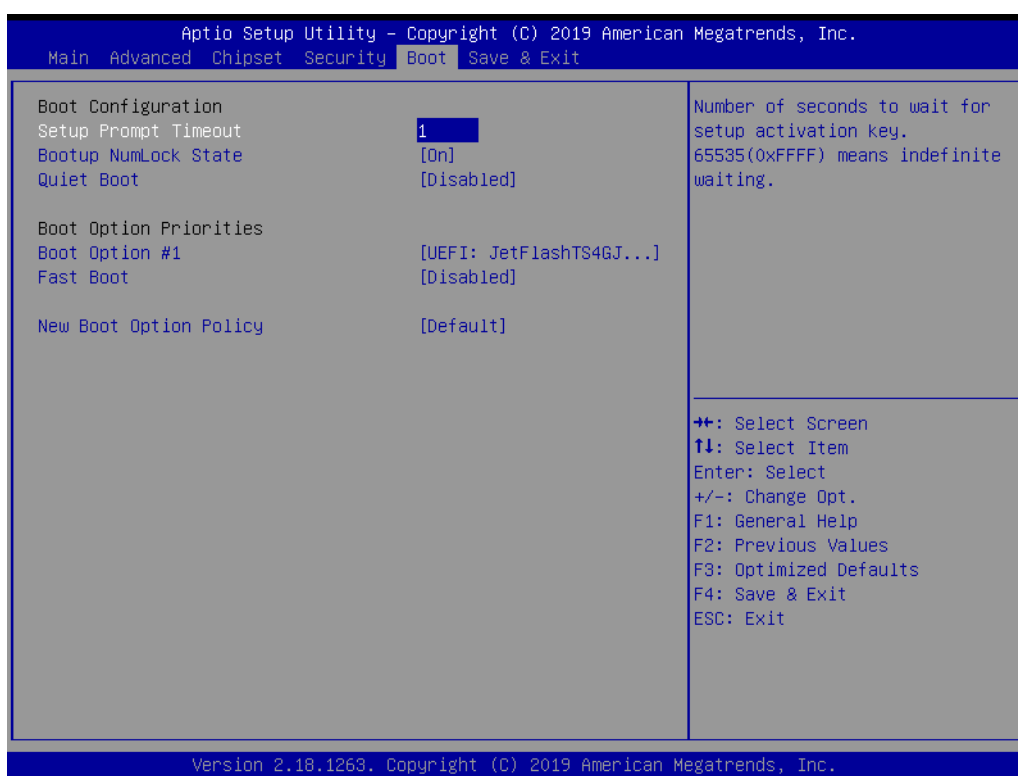 Aptio Setup Utility – Copyright (C) 2019 American Megatrends, Inc.
Main Advanced Chipset Security Boot Save & Exit
Boot Configuration
Setup Prompt Timeout 1
Bootup NumLock State [On]
Quiet Boot [Disabled]
Boot Option Priorities
Boot Option #1 [UEFI: JetFlashTS4GJ...]
Fast Boot [Disabled]
New Boot Option Policy [Default]
Number of seconds to wait for
setup activation key.
65535(0xFFFF) means indefinite
waiting.
→←: Select Screen
↑↓: Select Item
Enter: Select
+/-: Change Opt.
F1: General Help
F2: Previous Values
F3: Optimized Defaults
F4: Save & Exit
ESC: Exit
Version 2.18.1263. Copyright (C) 2019 American Megatrends, Inc.